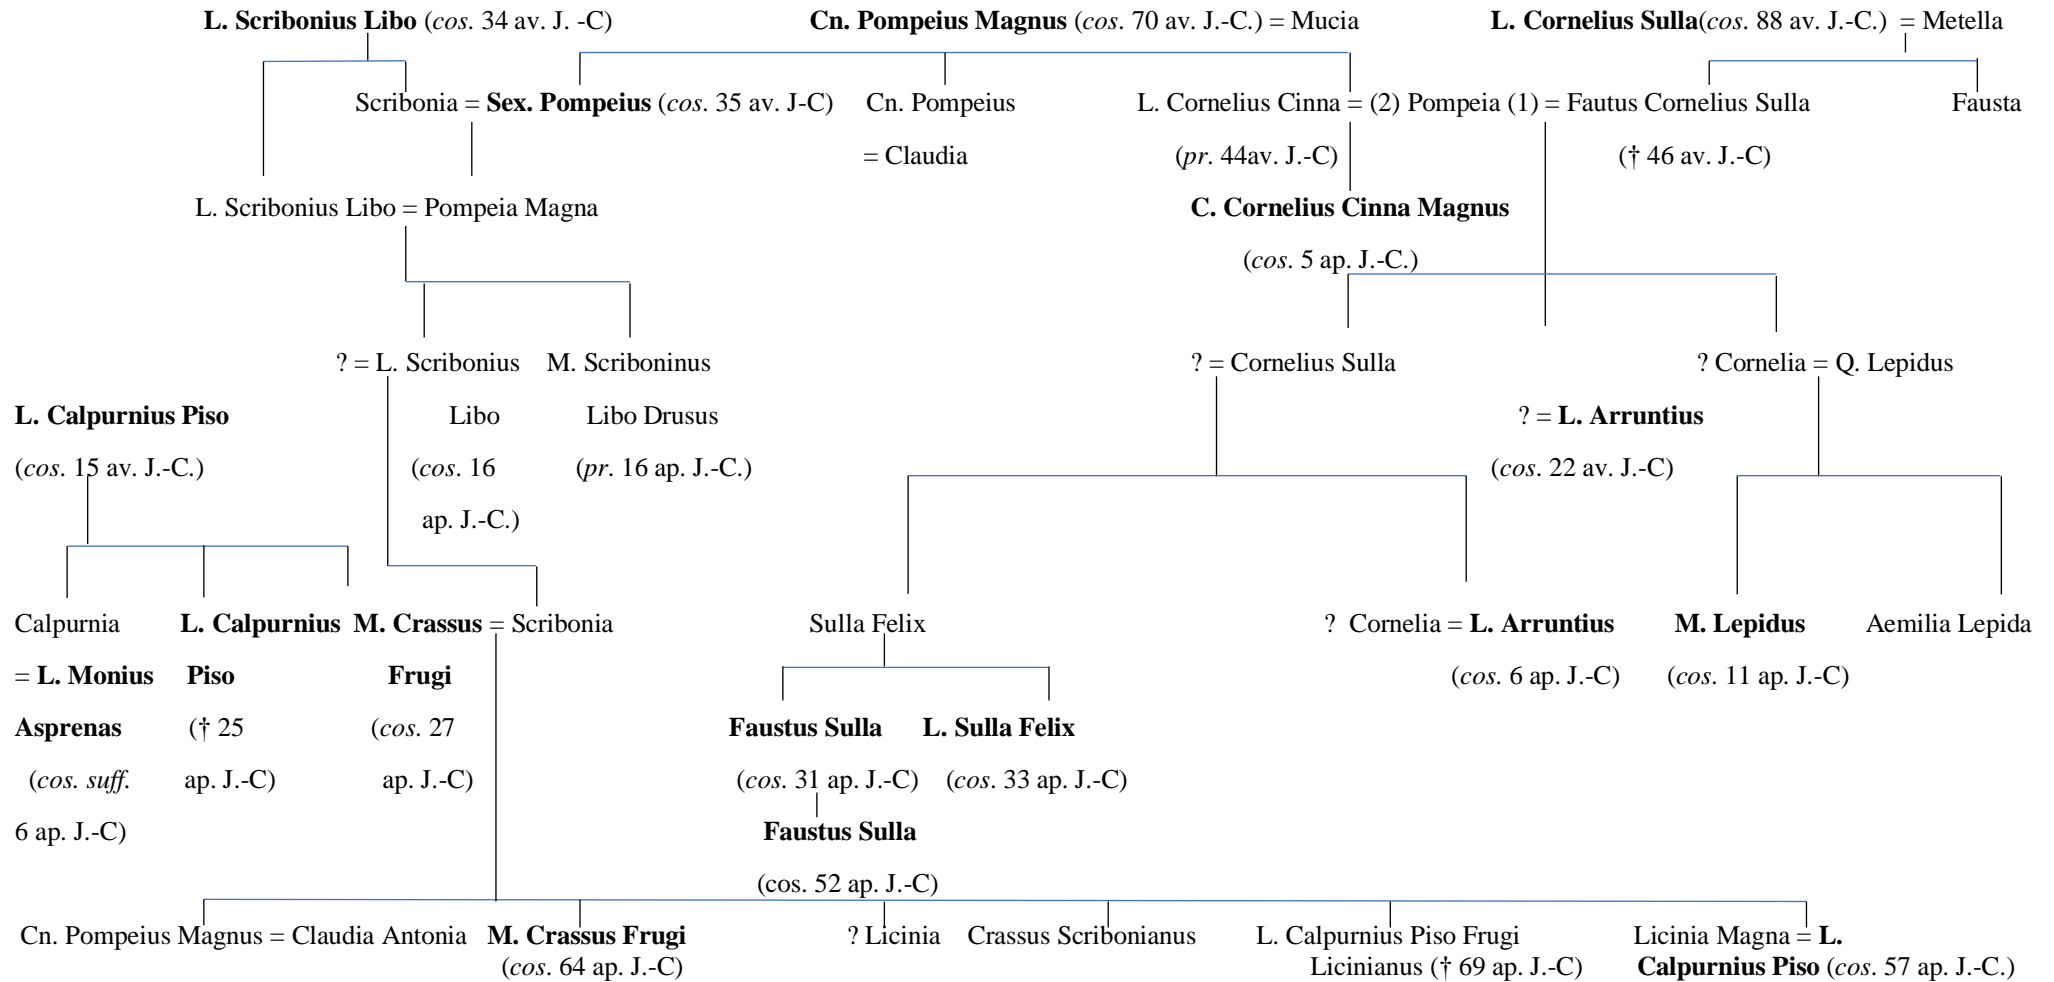 L. Scribonius Libo (cos. 34 av. J. -C) Cn. Pompeius Magnus (cos. 70 av. J.-C.) = Mucia L. Cornelius Sulla(cos. 88 av. J.-C.) = Metella
Scribonia = Sex. Pompeius (cos. 35 av. J-C) Cn. Pompeius L. Cornelius Cinna = (2) Pompeia (1) = Fautus Cornelius Sulla Fausta
= Claudia (pr. 44av. J.-C) († 46 av. J-C)
L. Scribonius Libo = Pompeia Magna C. Cornelius Cinna Magnus
(cos. 5 ap. J.-C.)
? = L. Scribonius M. Scriboninus ? = Cornelius Sulla ? Cornelia = Q. Lepidus
L. Calpurnius Piso Libo Libo Drusus ? = L. Arruntius
(cos. 15 av. J.-C.) (cos. 16 (pr. 16 ap. J.-C.) (cos. 22 av. J-C)
ap. J.-C.)
Calpurnia L. Calpurnius M. Crassus = Scribonia Sulla Felix ? Cornelia = L. Arruntius M. Lepidus Aemilia Lepida
= L. Monius Piso Frugi (cos. 6 ap. J.-C) (cos. 11 ap. J.-C)
Asprenas († 25 (cos. 27 Faustus Sulla L. Sulla Felix
(cos. suff. ap. J.-C) ap. J.-C) (cos. 31 ap. J.-C) (cos. 33 ap. J.-C)
6 ap. J.-C) Faustus Sulla
(cos. 52 ap. J.-C)
Cn. Pompeius Magnus = Claudia Antonia M. Crassus Frugi ? Licinia Crassus Scribonianus L. Calpurnius Piso Frugi Licinia Magna = L.
(cos. 64 ap. J.-C) Licinianus († 69 ap. J.-C) Calpurnius Piso (cos. 57 ap. J.-C.)